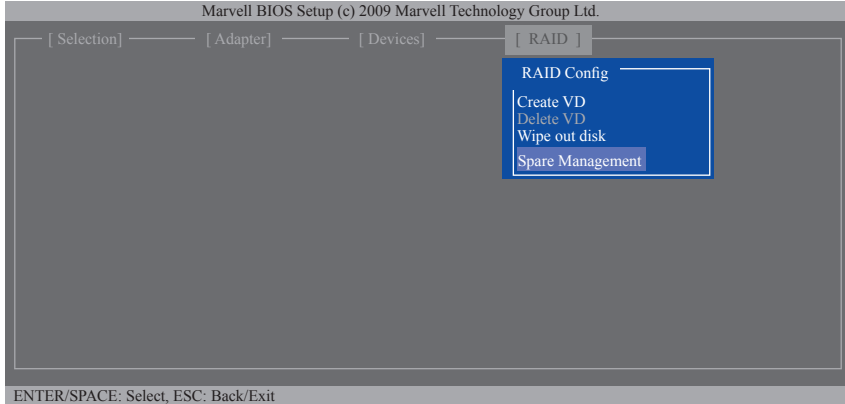 Marvell BIOS Setup (c) 2009 Marvell Technology Group Ltd.
[ Selection] [ Adapter] [ Devices] [ RAID ]
RAID Config
Create VD
Delete VD
Wipe out disk
Spare Management
ENTER/SPACE: Select, ESC: Back/Exit